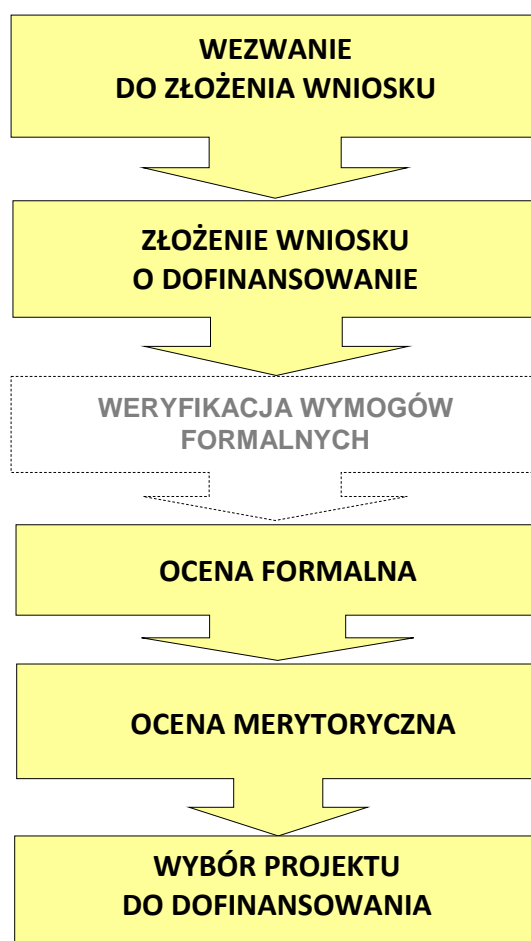 WEZWANIE
DO ZŁOŻENIA WNIOSKU
ZŁOŻENIE WNIOSKU
O DOFINANSOWANIE
WERYFIKACJA WYMOGÓW
FORMALNYCH
OCENA FORMALNA
OCENA MERYTORYCZNA
WYBÓR PROJEKTU
DO DOFINANSOWANIA